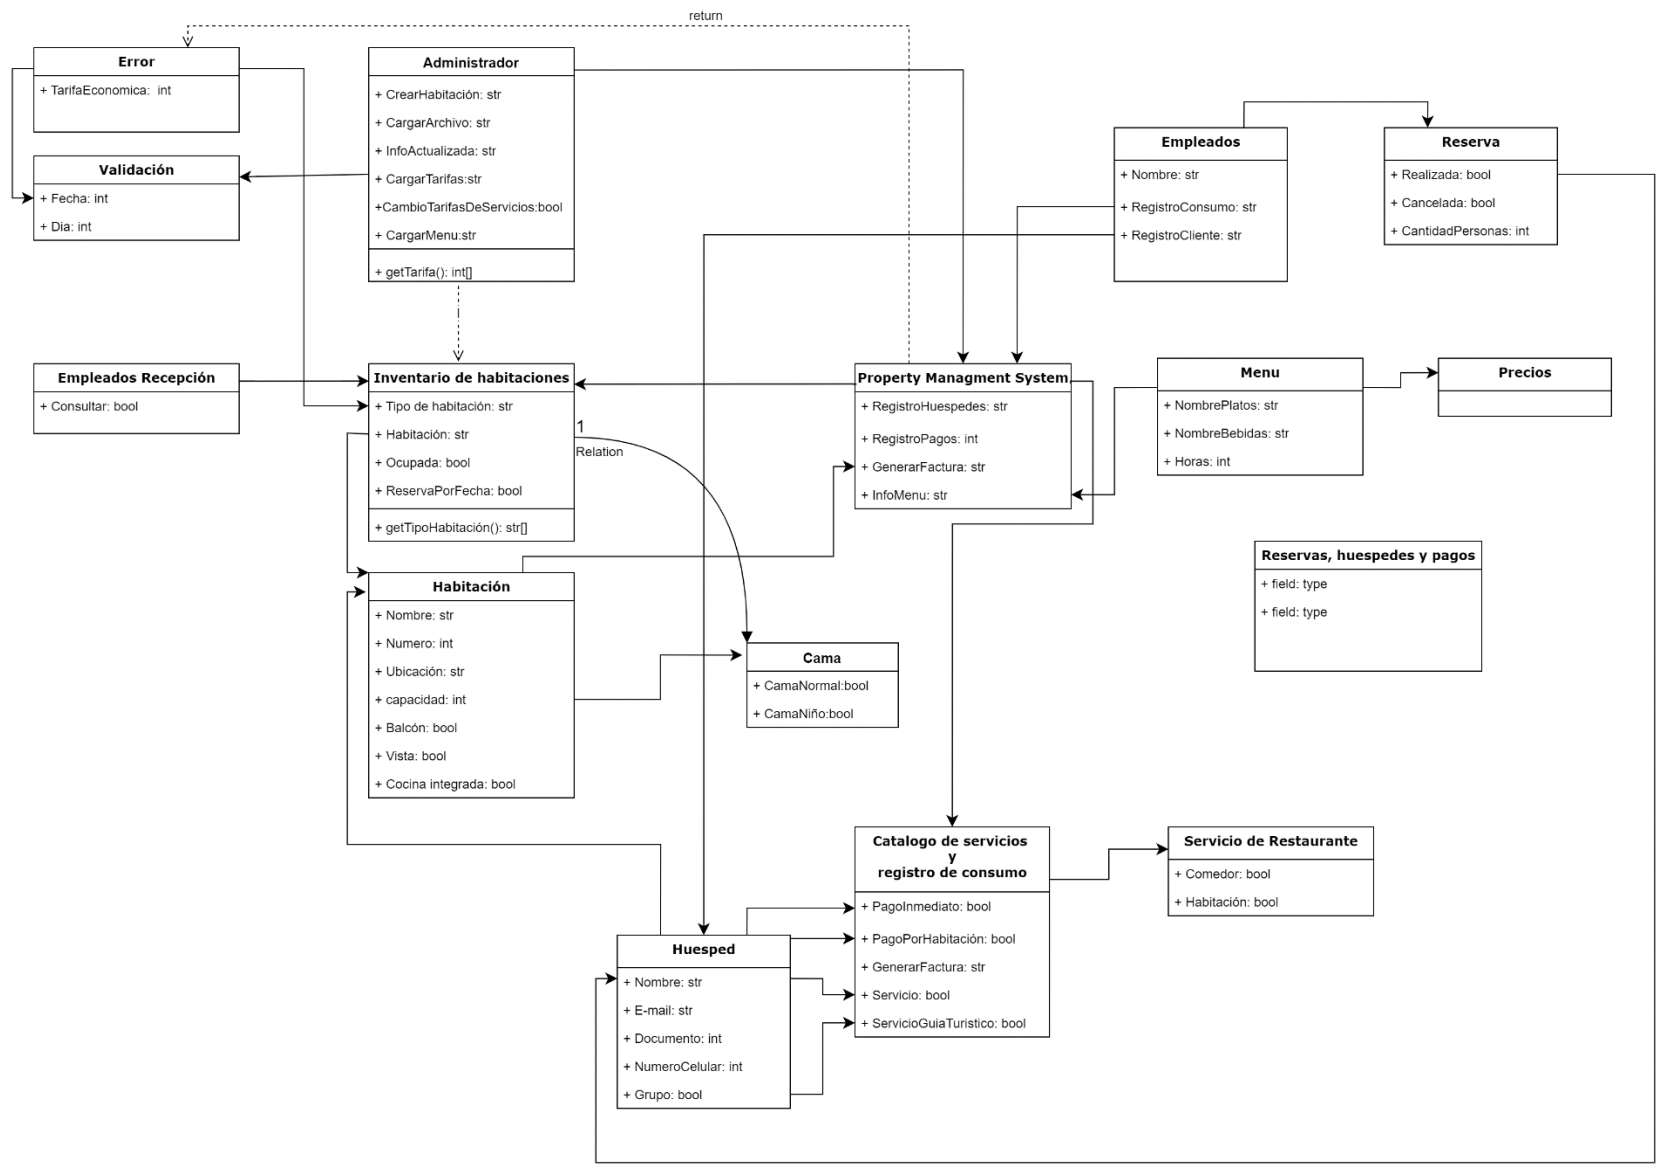 return
Error
+ TarifaEconomica:  int
Administrador
+ CrearHabitación: str
+ CargarArchivo: str
+ InfoActualizada: str
+ CargarTarifas:str
+CambioTarifasDeServicios:bool
+ CargarMenu:str
+ getTarifa(): int[]
Validación
+ Fecha: int
+ Dia: int
Empleados
+ Nombre: str
+ RegistroConsumo: str
+ RegistroCliente: str
Reserva
+ Realizada: bool
+ Cancelada: bool
+ CantidadPersonas: int
Empleados Recepción
+ Consultar: bool
Inventario de habitaciones
+ Tipo de habitación: str
+ Habitación: str
+ Ocupada: bool
+ ReservaPorFecha: bool
+ getTipoHabitación(): str[]
1
Relation
Property Managment System
+ RegistroHuespedes: str
+ RegistroPagos: int
+ GenerarFactura: str
+ InfoMenu: str
Menu
+ NombrePlatos: str
+ NombreBebidas: str
+ Horas: int
Precios
Reservas, huespedes y pagos
+ field: type
+ field: type
Habitación
+ Nombre: str
+ Numero: int
+ Ubicación: str
+ capacidad: int
+ Balcón: bool
+ Vista: bool
+ Cocina integrada: bool
Cama
+ CamaNormal:bool
+ CamaNiño:bool
Catalogo de servicios
y
registro de consumo
+ PagoInmediato: bool
+ PagoPorHabitación: bool
+ GenerarFactura: str
+ Servicio: bool
+ ServicioGuiaTuristico: bool
Servicio de Restaurante
+ Comedor: bool
+ Habitación: bool
Huesped
+ Nombre: str
+ E-mail: str
+ Documento: int
+ NumeroCelular: int
+ Grupo: bool